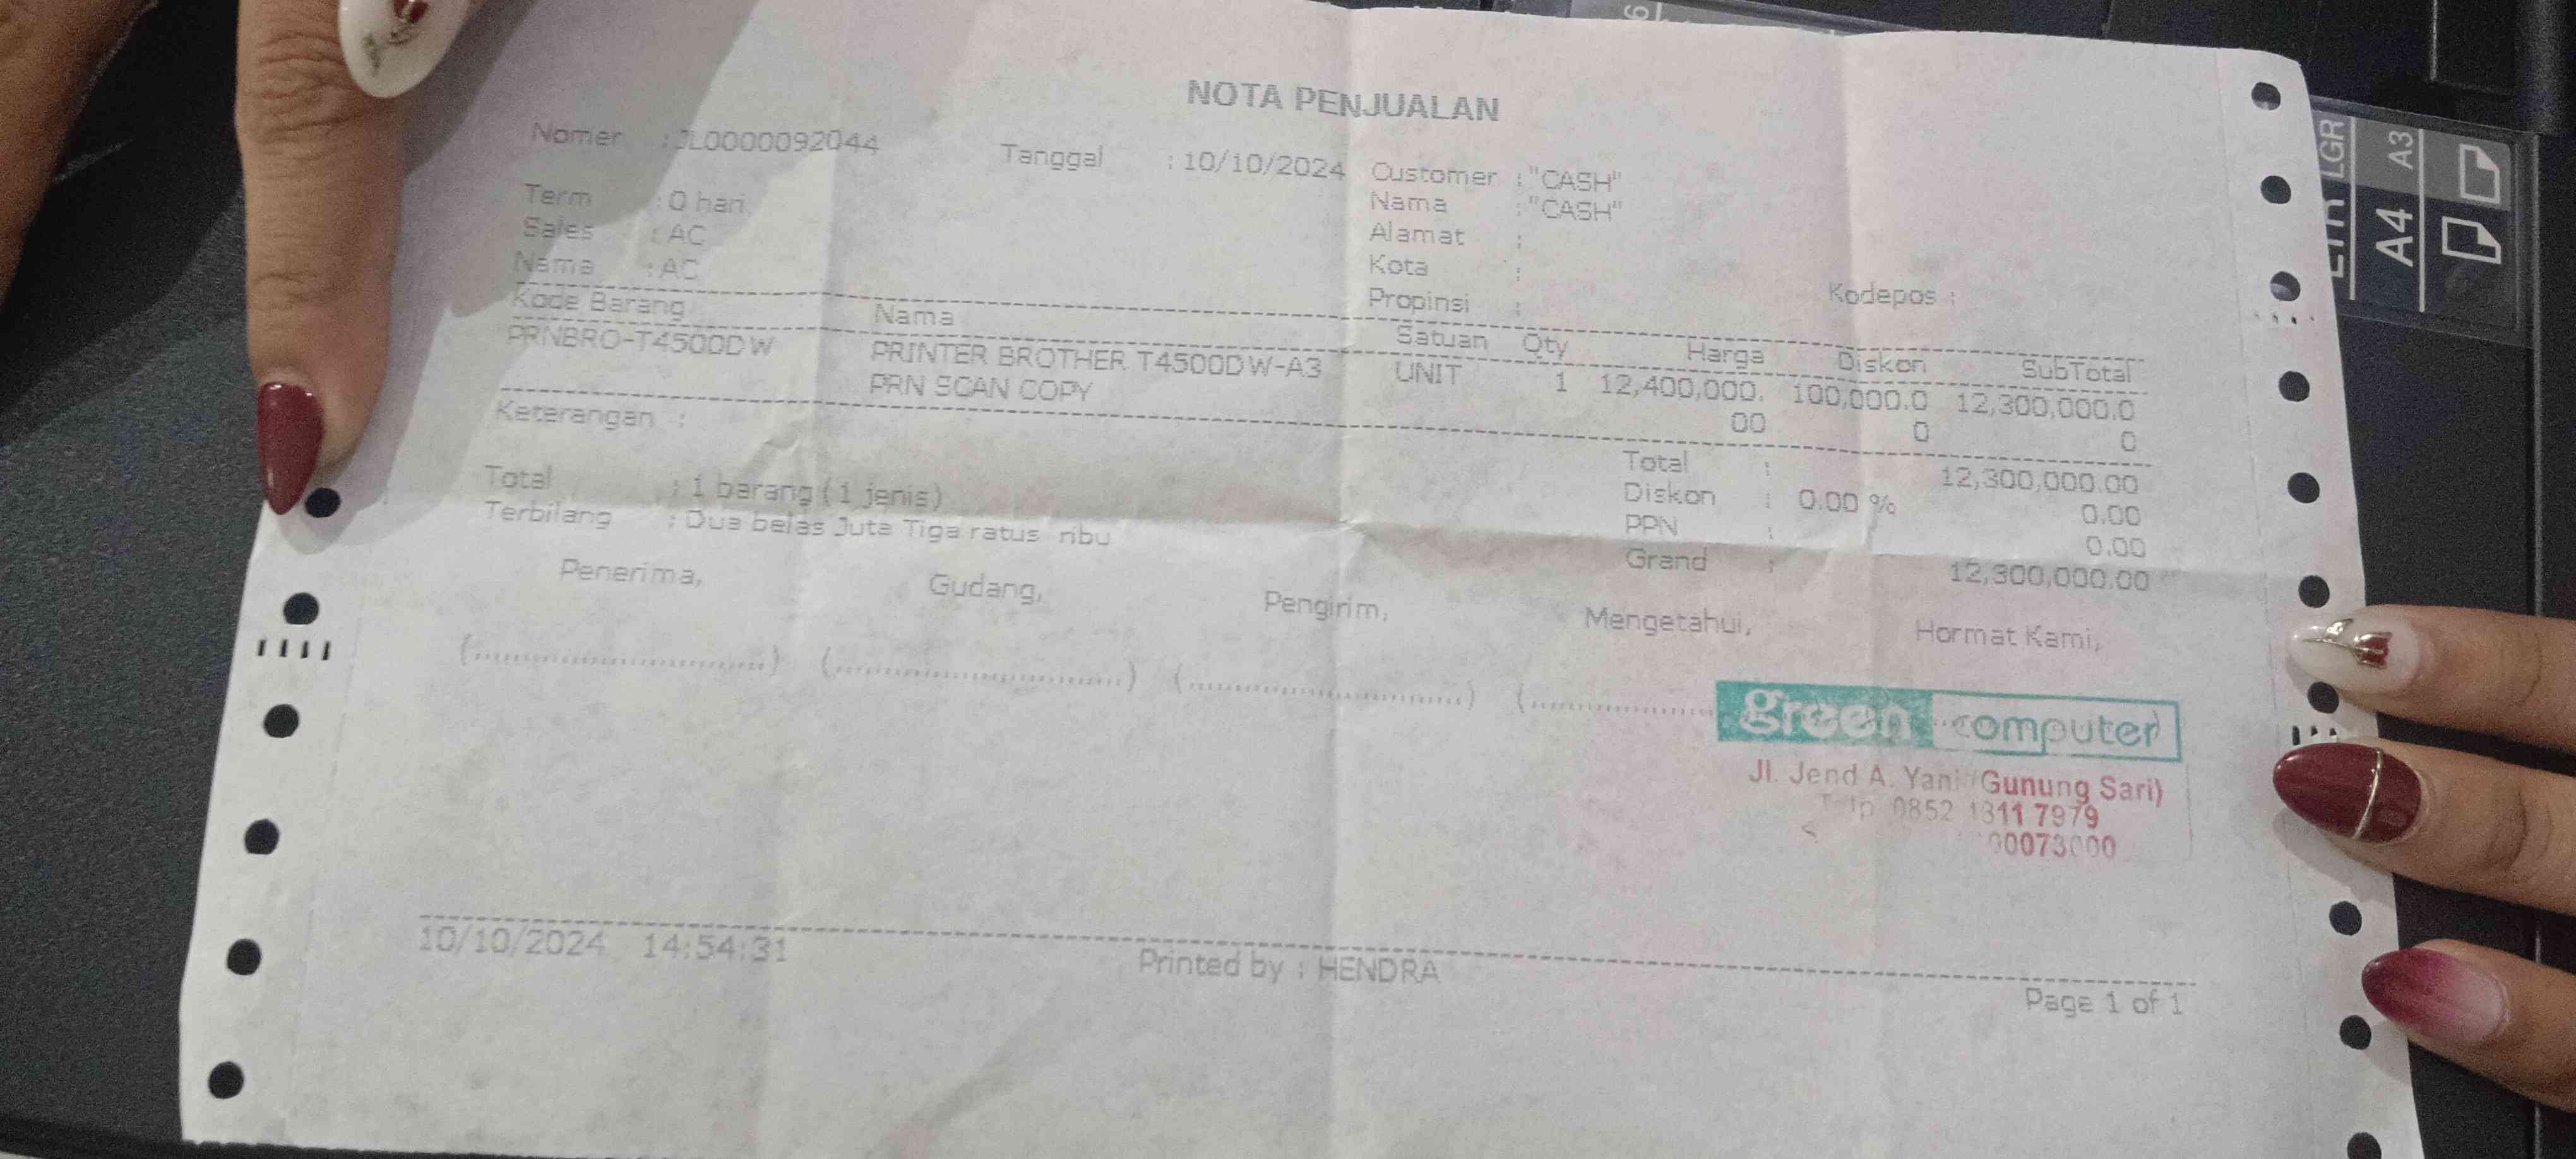 NOTA PENJUALAN
Nomer : JL0000092044
Tanggal : 10/10/2024
Customer : "CASH"
Term : 0 hari
Nama : "CASH"
Sales : AC
Alamat :
Nama : AC
Kota :
Propinsi :
Kodepos :
Kode Barang Nama Satuan Qty Harga Diskon SubTotal
PRNBRO-T4500DW PRINTER BROTHER T4500DW-A3 UNIT 1 12,400,000. 100,000.0 12,300,000.0
PRN SCAN COPY 00 0 0
Keterangan :
Total : 12,300,000.00
Total : 1 barang ( 1 jenis)
Diskon : 0.00 % 0.00
Terbilang : Dua belas Juta Tiga ratus ribu
PPN : 0.00
Grand : 12,300,000.00
Penerima, Gudang, Pengirim, Mengetahui, Hormat Kami,
green computer
Jl. Jend A. Yani (Gunung Sari)
0852 1311 7979
10/10/2024 14:54:31
Printed by : HENDRA
Page 1 of 1
LGR
A3
A4